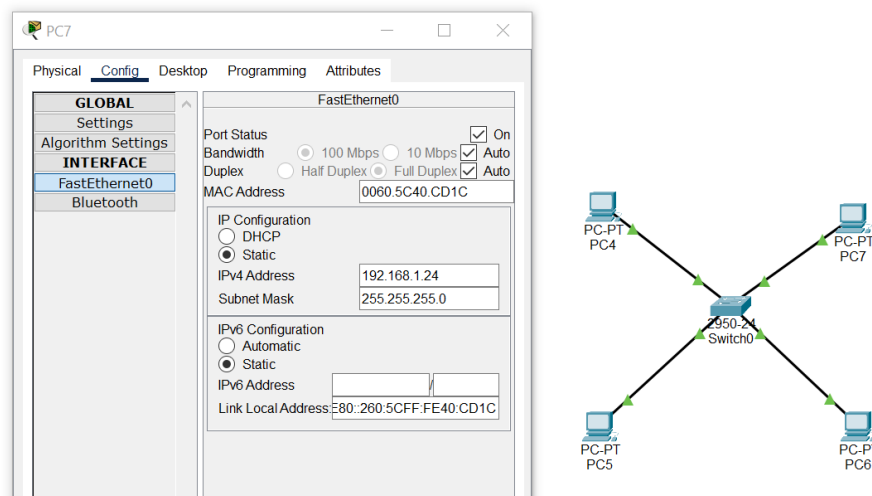 PC7
Physical Config Desktop Programming Attributes
GLOBAL
Settings
Algorithm Settings
INTERFACE
FastEthernet0
Bluetooth
FastEthernet0
Port Status On
Bandwidth 100 Mbps 10 Mbps Auto
Duplex Half Duplex Full Duplex Auto
MAC Address 0060.5C40.CD1C
IP Configuration
DHCP
Static
IPv4 Address 192.168.1.24
Subnet Mask 255.255.255.0
IPv6 Configuration
Automatic
Static
IPv6 Address /
Link Local Address: E80::260:5CFF:FE40:CD1C
PC-PT
PC4
PC-PT
PC7
2950-24
Switch0
PC-PT
PC5
PC-P
PC6